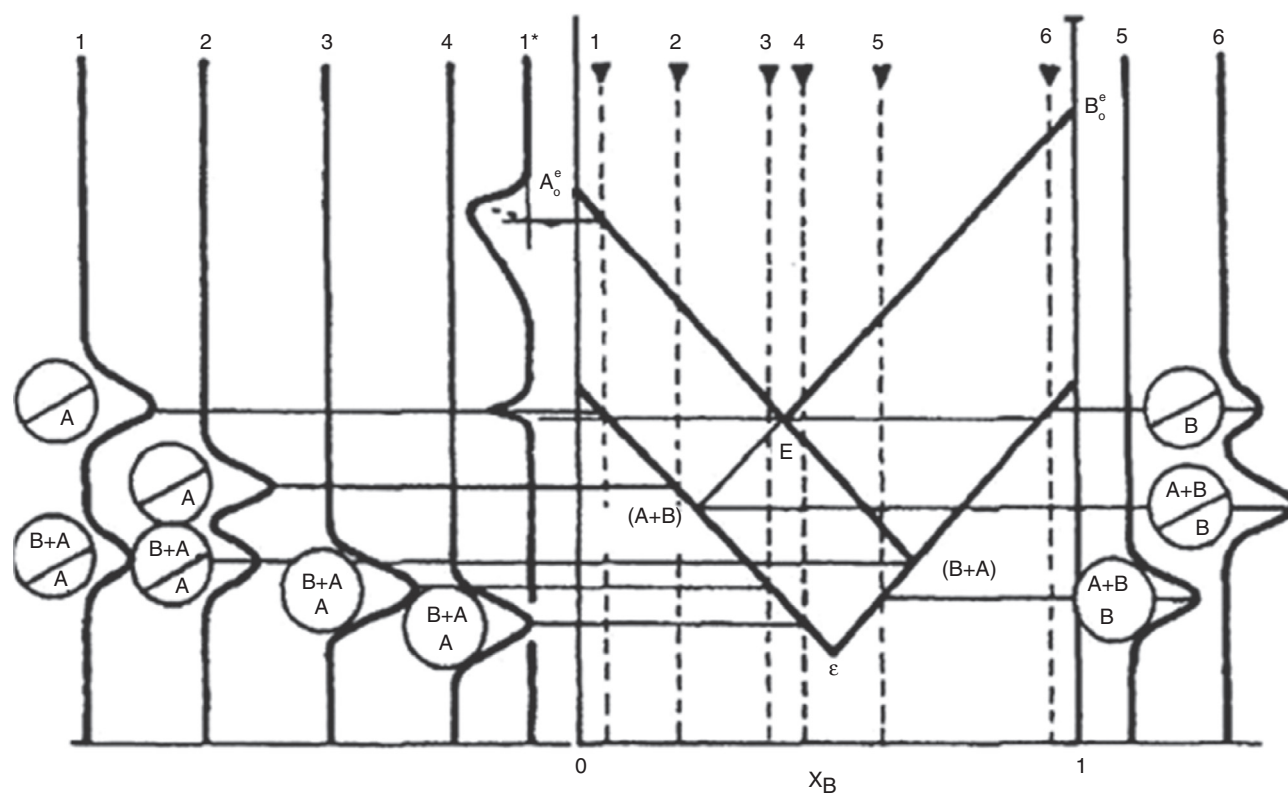 1 2 3 4 1* 1 2 3 4 5 6 5 6
B₀ᵉ
A₀ᵉ
A
B
E
A
(A+B)
A+B
B
B+A
A
B+A
A
B+A
A
(B+A)
A+B
B
B+A
A
ε
0 1
X_B